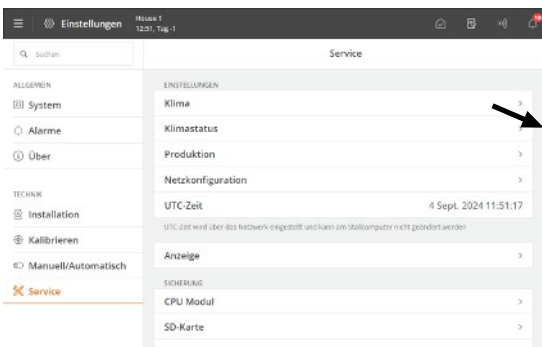 Einstellungen
House 1
12:51, Tag -1
Suchen
Service
ALLGEMEIN
System
Alarme
Über
TECHNIK
Installation
Kalibrieren
Manuell/Automatisch
Service
EINSTELLUNGEN
Klima
Klimastatus
Produktion
Netzkonfiguration
UTC-Zeit 4 Sept. 2024 11:51:17
UTC-Zeit wird über das Netzwerk eingestellt und kann am Stallcomputer nicht geändert werden
Anzeige
SICHERUNG
CPU Modul
SD-Karte